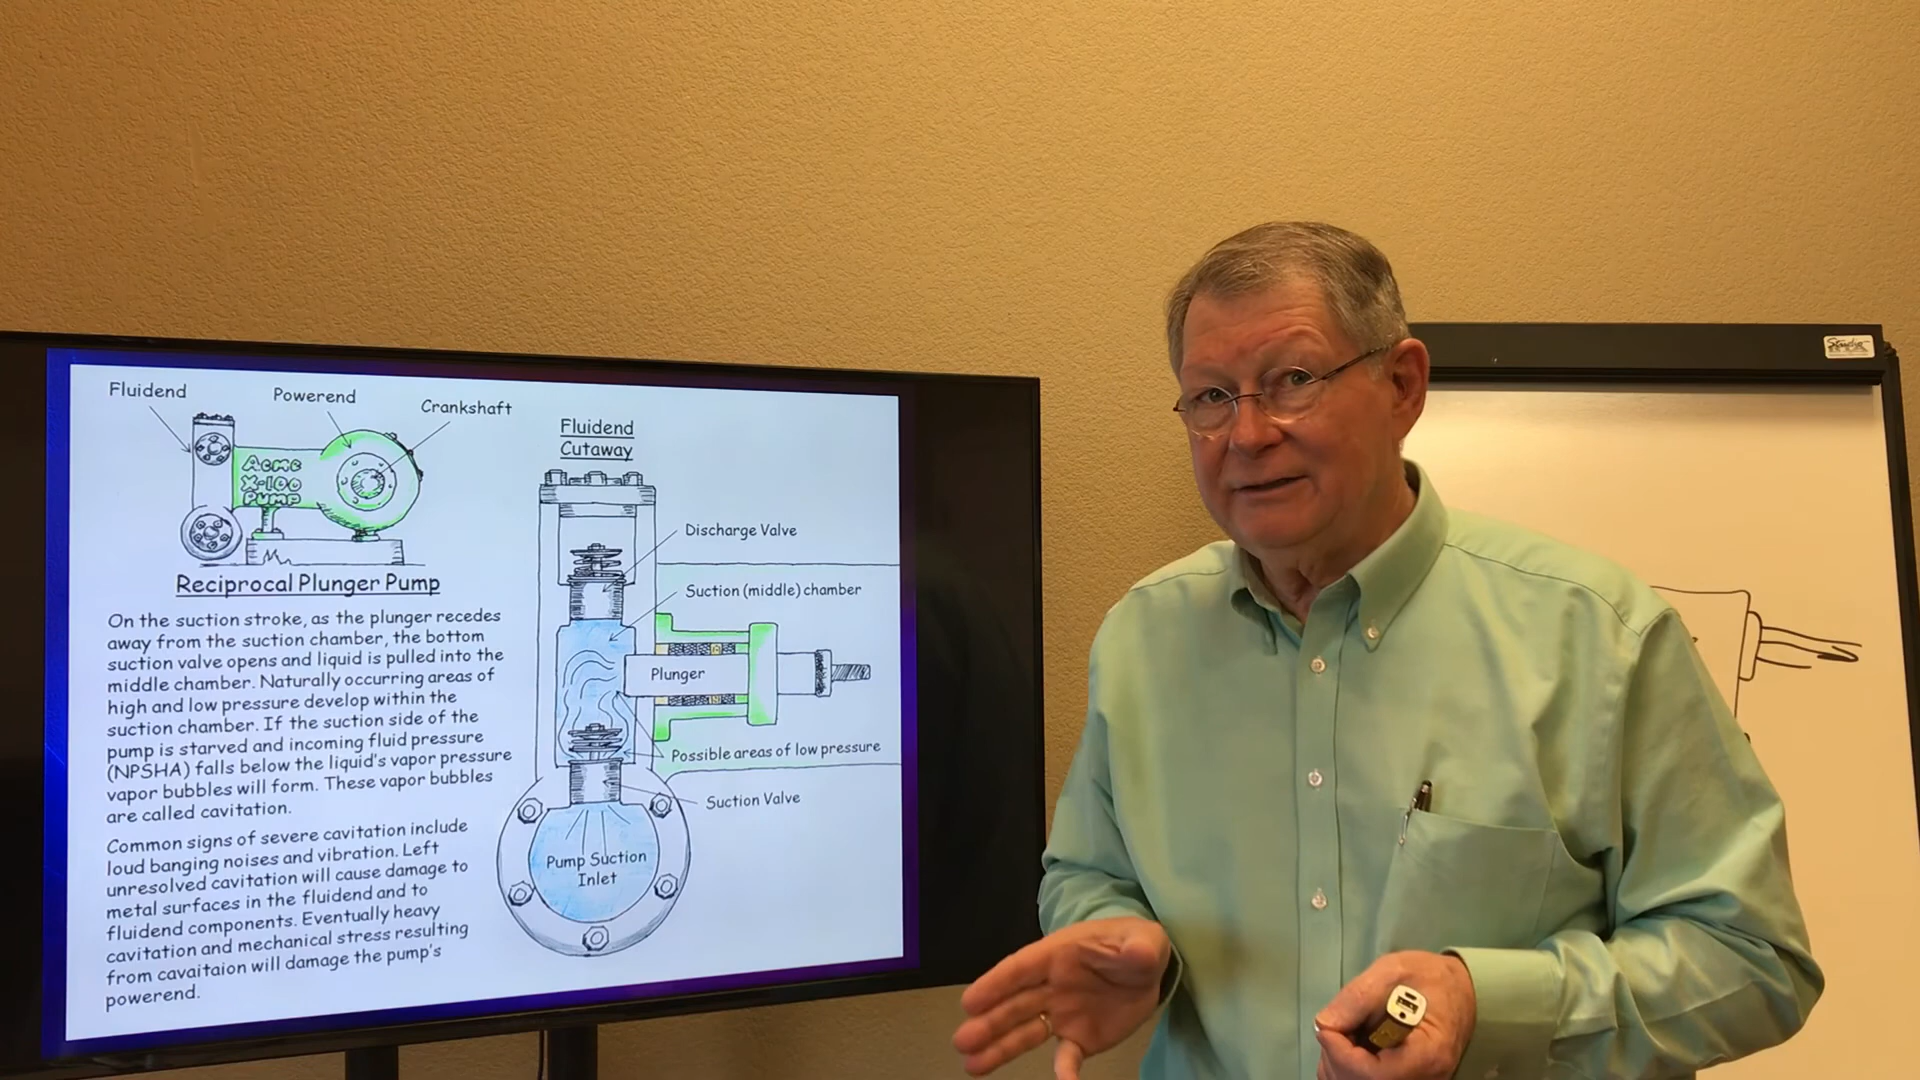 Fluidend
Powerend
Crankshaft
Acme
X-100
Pump
Reciprocal Plunger Pump
On the suction stroke, as the plunger recedes
away from the suction chamber, the bottom
suction valve opens and liquid is pulled into the
middle chamber. Naturally occurring areas of
high and low pressure develop within the
suction chamber. If the suction side of the
pump is starved and incoming fluid pressure
(NPSHA) falls below the liquid's vapor pressure
vapor bubbles will form. These vapor bubbles
are called cavitation.
Common signs of severe cavitation include
loud banging noises and vibration. Left
unresolved cavitation will cause damage to
metal surfaces in the fluidend and to
fluidend components. Eventually heavy
cavitation and mechanical stress resulting
from cavaitaion will damage the pump's
powerend.
Fluidend
Cutaway
Discharge Valve
Suction (middle) chamber
Plunger
Possible areas of low pressure
Suction Valve
Pump Suction
Inlet
Studio